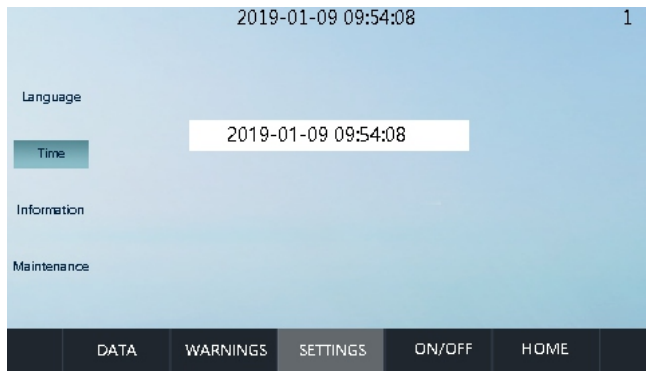 2019-01-09 09:54:08 1
Language
2019-01-09 09:54:08
Time
Information
Maintenance
DATA WARNINGS SETTINGS ON/OFF HOME